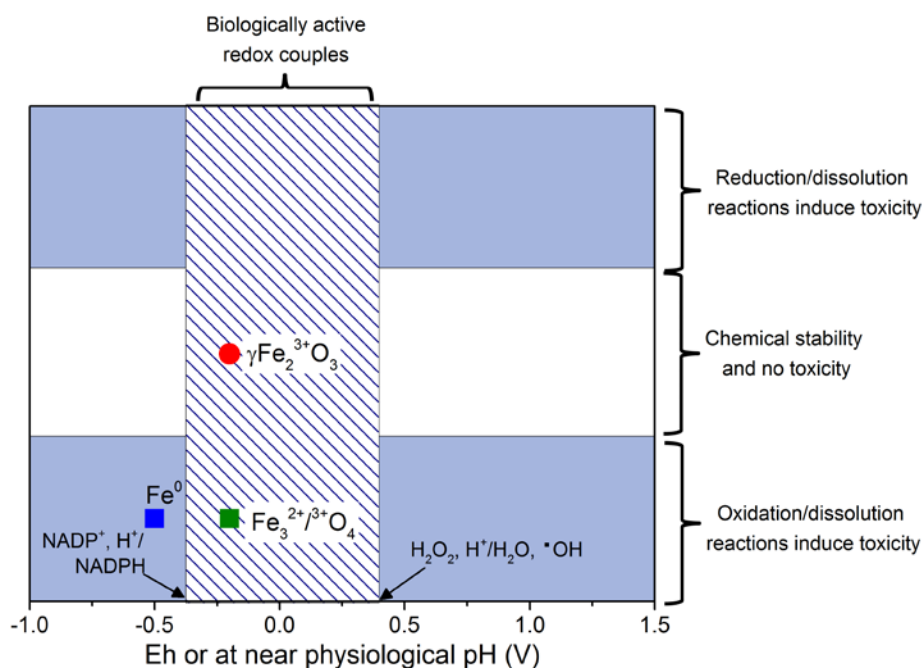 Biologically active
redox couples
Reduction/dissolution
reactions induce toxicity
γFe₂³⁺O₃
Chemical stability
and no toxicity
Fe⁰
Fe₃²⁺/³⁺O₄
NADP⁺, H⁺/
NADPH
H₂O₂, H⁺/H₂O, •OH
Oxidation/dissolution
reactions induce toxicity
-1.0 -0.5 0.0 0.5 1.0 1.5
Eh or at near physiological pH (V)